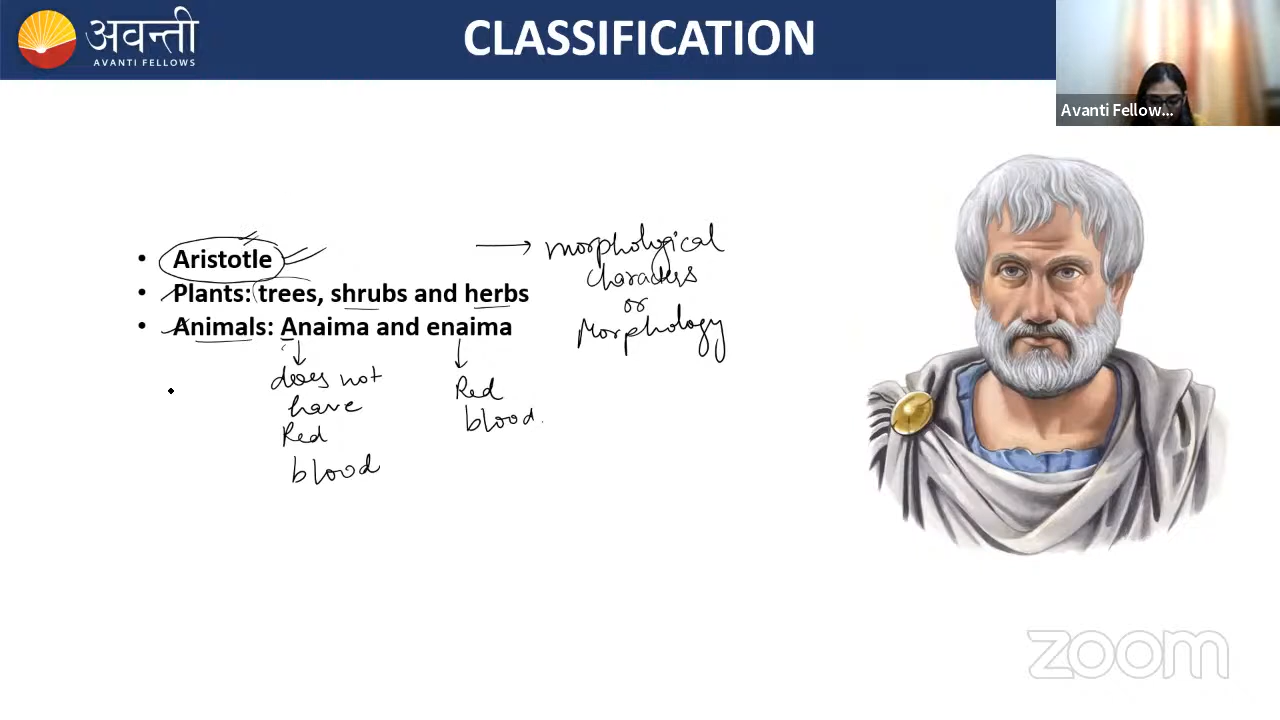 अवन्ती
AVANTI FELLOWS
CLASSIFICATION
Avanti Fellow...
• Aristotle
• Plants: trees, shrubs and herbs
• Animals: Anaima and enaima
→ morphological
characters
or
Morphology
does not
have
Red
blood
Red
blood.
zoom